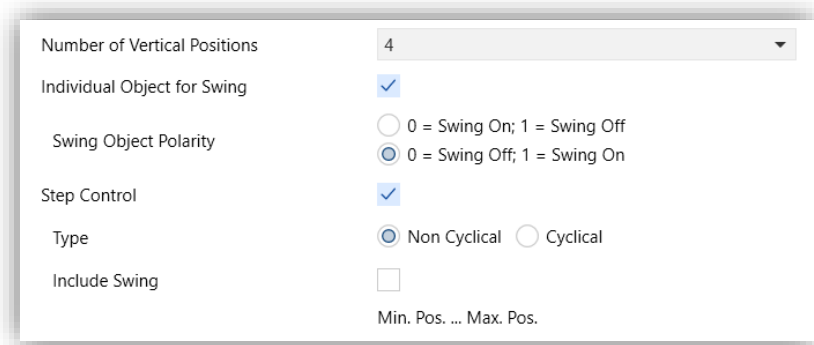 Number of Vertical Positions 4
Individual Object for Swing
Swing Object Polarity
0 = Swing On; 1 = Swing Off
0 = Swing Off; 1 = Swing On
Step Control
Type Non Cyclical Cyclical
Include Swing
Min. Pos. ... Max. Pos.